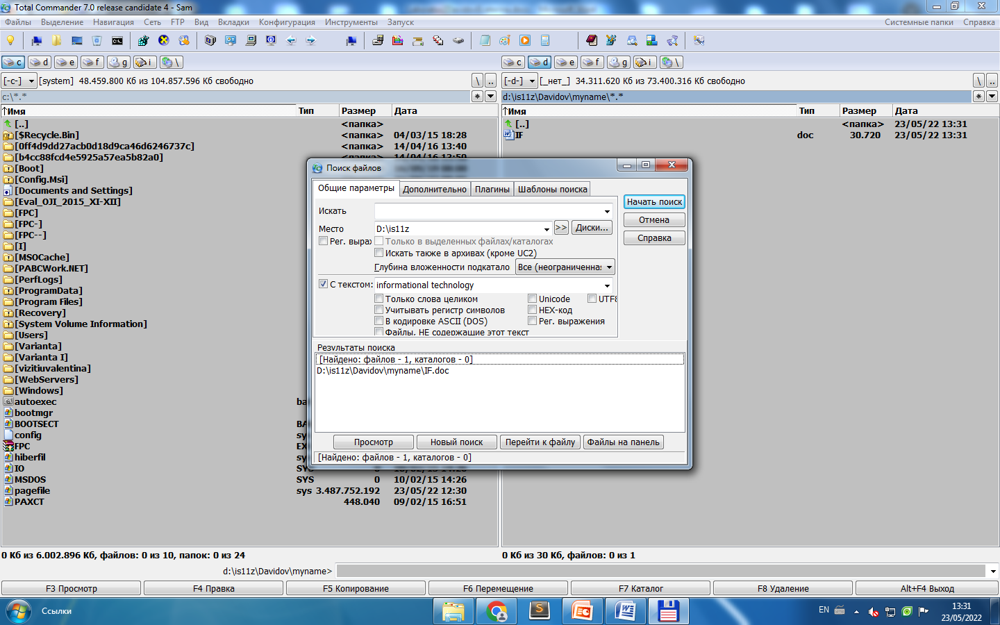 Total Commander 7.0 release candidate 4 - Sam
Файлы Выделение Навигация Сеть FTP Вид Вкладки Конфигурация Инструменты Запуск Системные папки Справка
c d e f g i \
c d e f g i \
[-c-] [system] 48.459.800 Кб из 104.857.596 Кб свободно \ ..
[-d-] [_нет_] 34.311.620 Кб из 73.400.316 Кб свободно \ ..
c:\*.* *
d:\is11z\Davidov\myname\*.* *
↑Имя Тип Размер Дата
[..] <папка>
[$Recycle.Bin] <папка> 04/03/15 18:28
[0ff4d9dd27acb0d18d9ca46d6246737c] <папка> 14/04/16 13:40
[b4cc88fcd4e5925a57ea5b82a0] <папка> 14/04/16 13:50
[Boot]
[Config.Msi]
[Documents and Settings]
[Eval_OJI_2015_XI-XII]
[FPC]
[FPC-]
[FPC--]
[I]
[MSOCache]
[PABCWork.NET]
[PerfLogs]
[ProgramData]
[Program Files]
[Recovery]
[System Volume Information]
[Users]
[Varianta]
[Varianta I]
[vizitiuvalentina]
[WebServers]
[Windows]
autoexec ba
bootmgr
BOOTSECT BA
config sy
FPC EX
hiberfil sy
IO SYS 0 10/02/15 14:26
MSDOS SYS 0 10/02/15 14:26
pagefile sys 3.487.752.192 23/05/22 12:30
PAXCT 448.040 09/02/15 16:51
↑Имя Тип Размер Дата
[..] <папка> 23/05/22 13:31
IF doc 30.720 23/05/22 13:31
Поиск файлов
Общие параметры Дополнительно Плагины Шаблоны поиска
Начать поиск
Отмена
Справка
Искать
Место D:\is11z >> Диски...
Рег. выраж Только в выделенных файлах/каталогах
Искать также в архивах (кроме UC2)
Глубина вложенности подкатало Все (неограниченная
С текстом: informational technology
Только слова целиком Unicode UTF8
Учитывать регистр символов HEX-код
В кодировке ASCII (DOS) Рег. выражения
Файлы, НЕ содержащие этот текст
Результаты поиска
[Найдено: файлов - 1, каталогов - 0]
D:\is11z\Davidov\myname\IF.doc
Просмотр Новый поиск Перейти к файлу Файлы на панель
[Найдено: файлов - 1, каталогов - 0]
0 Кб из 6.002.896 Кб, файлов: 0 из 10, папок: 0 из 24
0 Кб из 30 Кб, файлов: 0 из 1
d:\is11z\Davidov\myname>
F3 Просмотр F4 Правка F5 Копирование F6 Перемещение F7 Каталог F8 Удаление Alt+F4 Выход
Ссылки
EN
13:31
23/05/2022